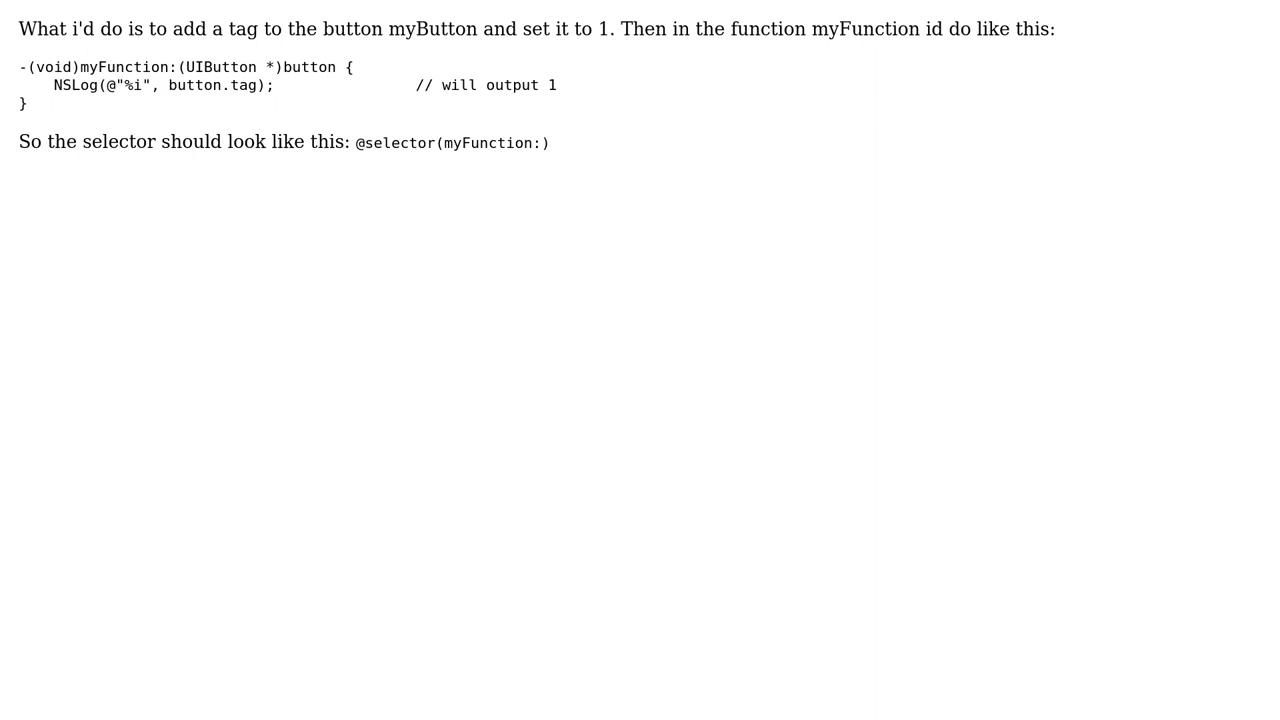 What i'd do is to add a tag to the button myButton and set it to 1. Then in the function myFunction id do like this:
-(void)myFunction:(UIButton *)button {
    NSLog(@"%i", button.tag);                // will output 1
}
So the selector should look like this: @selector(myFunction:)